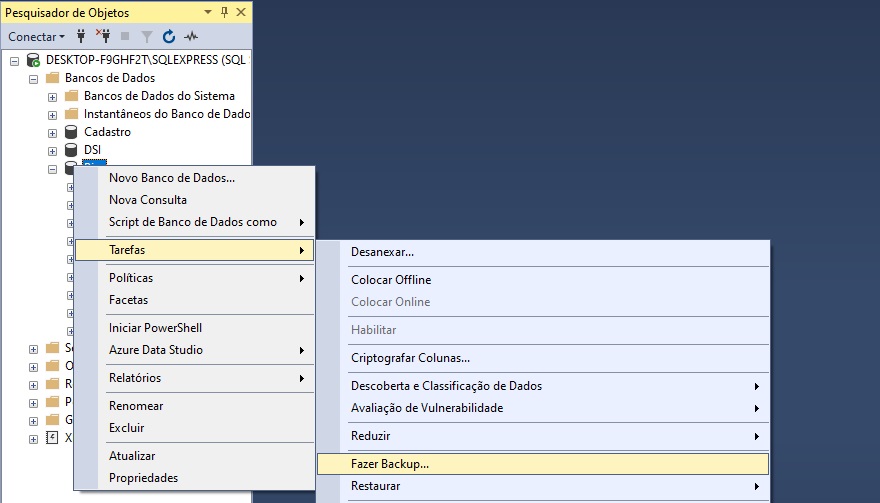 Pesquisador de Objetos
Conectar
DESKTOP-F9GHF2T\SQLEXPRESS (SQL
Bancos de Dados
Bancos de Dados do Sistema
Instantâneos do Banco de Dado
Cadastro
DSI
Novo Banco de Dados...
Nova Consulta
Script de Banco de Dados como
Tarefas
Políticas
Facetas
Iniciar PowerShell
Azure Data Studio
Relatórios
Renomear
Excluir
Atualizar
Propriedades
Desanexar...
Colocar Offline
Colocar Online
Habilitar
Criptografar Colunas...
Descoberta e Classificação de Dados
Avaliação de Vulnerabilidade
Reduzir
Fazer Backup...
Restaurar
O
R
P
G
X